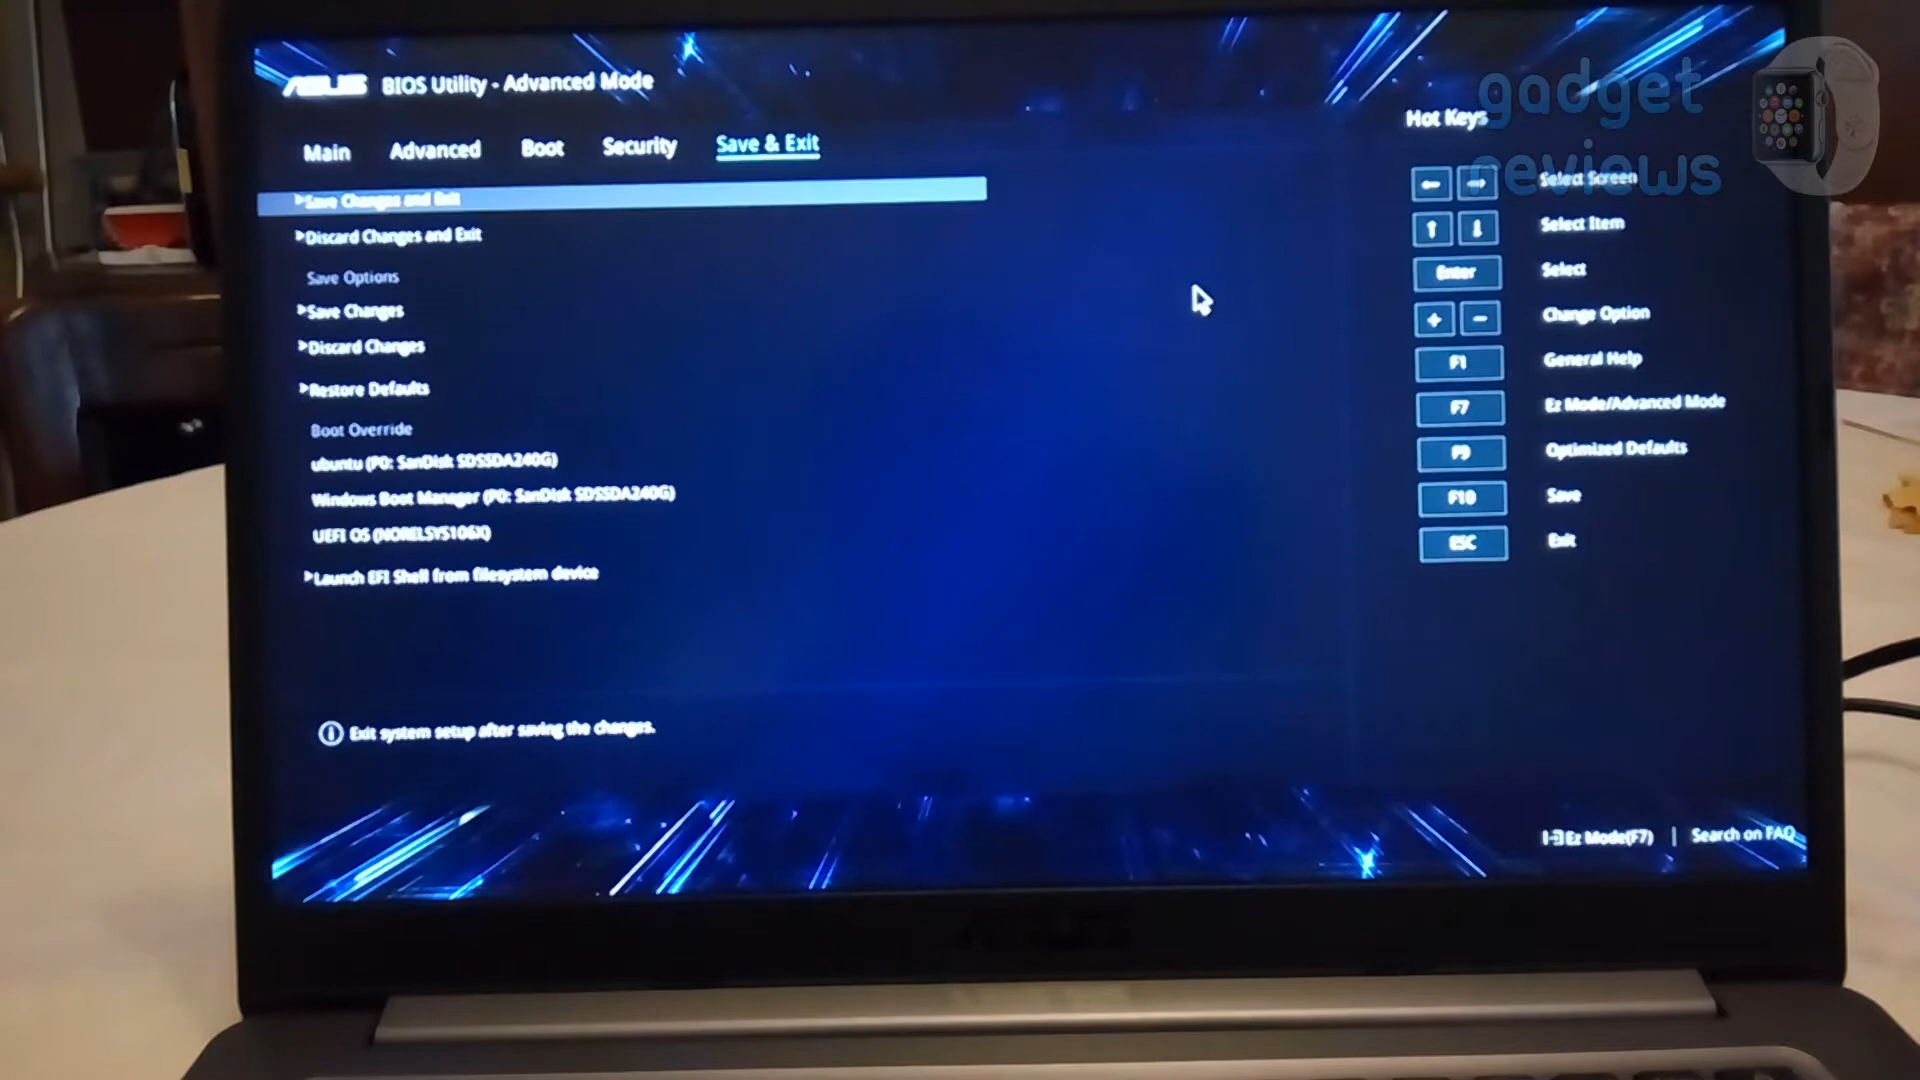 ASUS BIOS Utility - Advanced Mode
Main Advanced Boot Security Save & Exit
Save Changes and Exit
Discard Changes and Exit
Save Options
Save Changes
Discard Changes
Restore Defaults
Boot Override
ubuntu (P0: SanDisk SDSSDA240G)
Windows Boot Manager (P0: SanDisk SDSSDA240G)
UEFI OS (NORELSYS106X)
Launch EFI Shell from filesystem device
Exit system setup after saving the changes.
Hot Keys
← → Select Screen
↑ ↓ Select Item
Enter Select
+ - Change Option
F1 General Help
F7 Ez Mode/Advanced Mode
F9 Optimized Defaults
F10 Save
ESC Exit
Ez Mode(F7) | Search on FAQ
gadget
reviews
ASUS